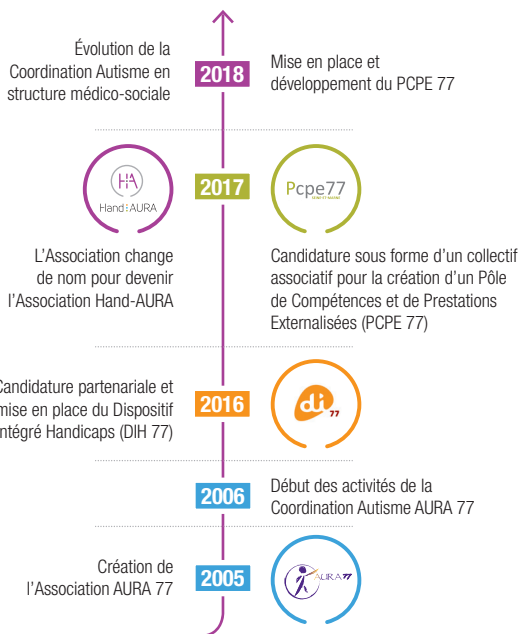 Évolution de la
Coordination Autisme en
structure médico-sociale
2018
Mise en place et
développement du PCPE 77
HA
Hand AURA
2017
Pcpe77
SEINE-ET-MARNE
L'Association change
de nom pour devenir
l'Association Hand-AURA
Candidature sous forme d'un collectif
associatif pour la création d'un Pôle
de Compétences et de Prestations
Externalisées (PCPE 77)
Candidature partenariale et
mise en place du Dispositif
Intégré Handicaps (DIH 77)
2016
di
77
2006
Début des activités de la
Coordination Autisme AURA 77
Création de
l'Association AURA 77
2005
AURA 77